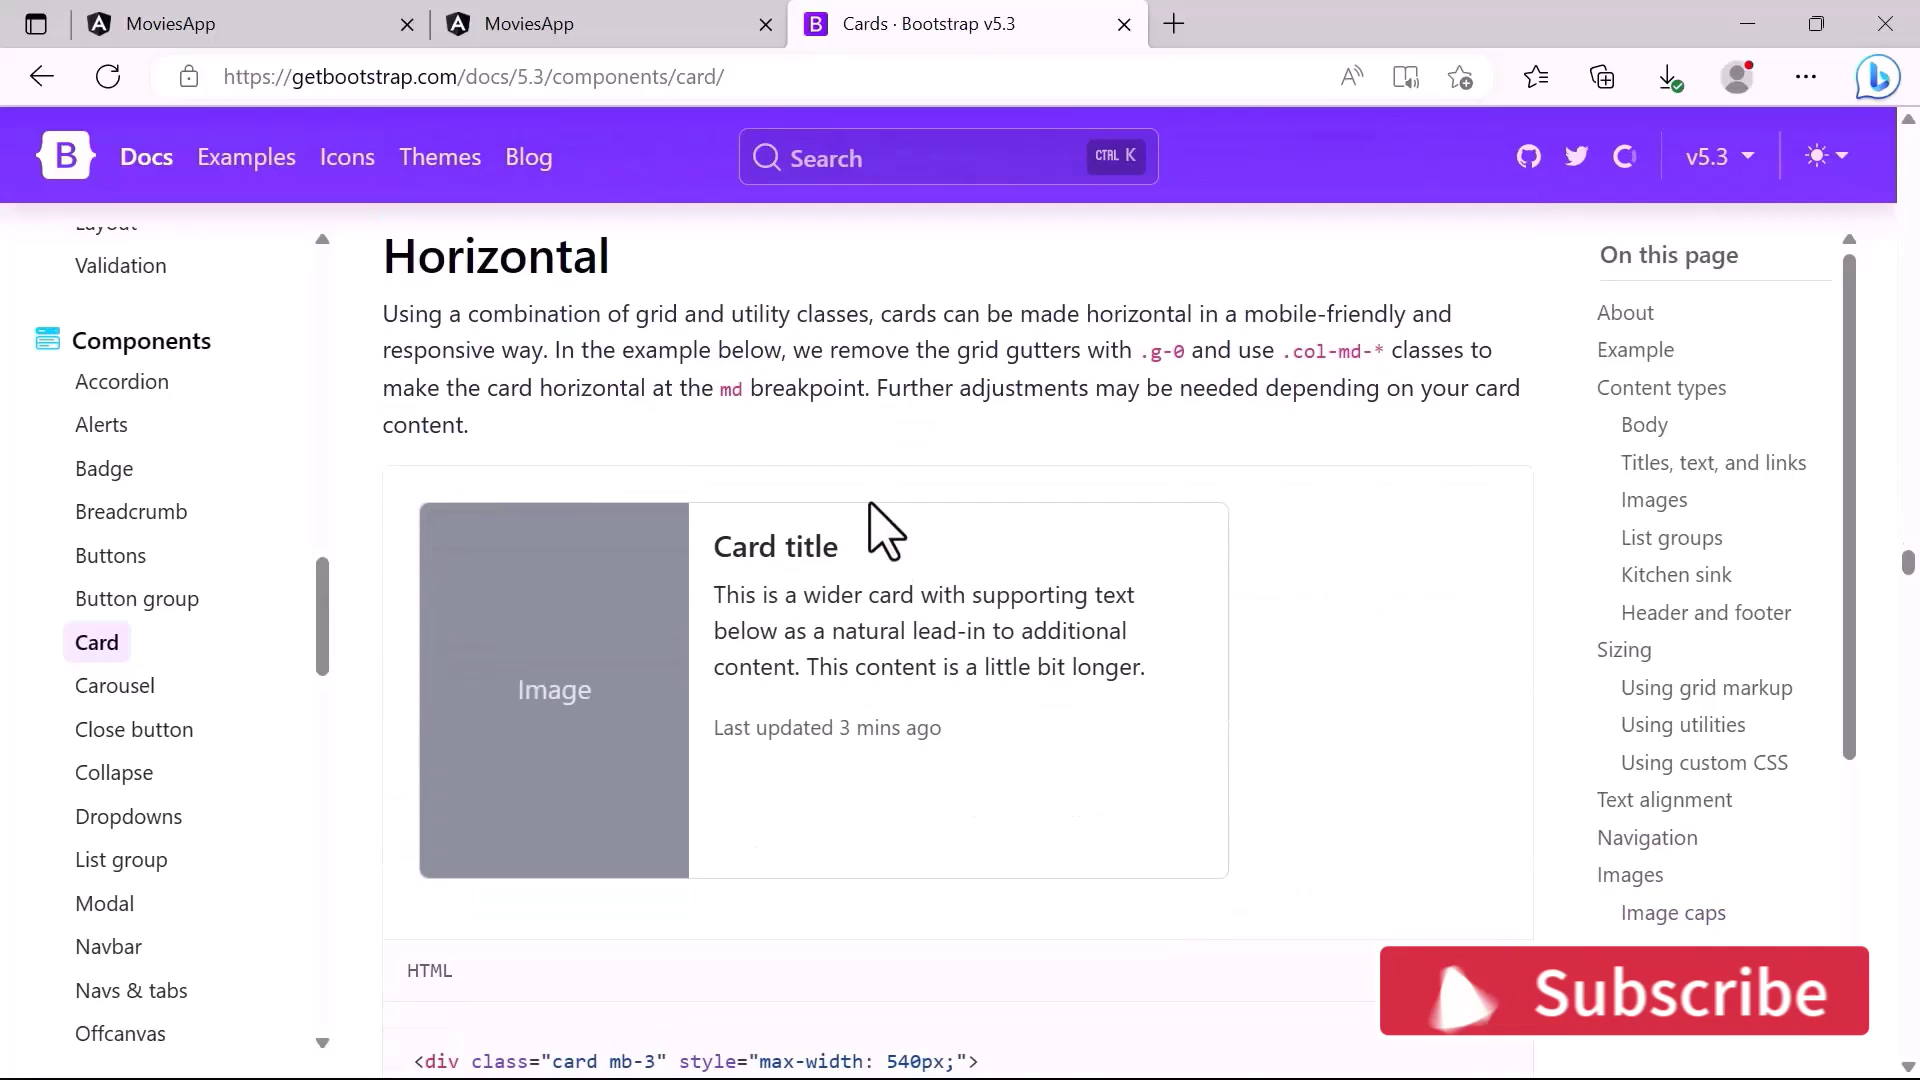 MoviesApp
MoviesApp
Cards · Bootstrap v5.3
https://getbootstrap.com/docs/5.3/components/card/
B Docs Examples Icons Themes Blog
Search
CTRL K
v5.3
Layout
Validation
Components
Accordion
Alerts
Badge
Breadcrumb
Buttons
Button group
Card
Carousel
Close button
Collapse
Dropdowns
List group
Modal
Navbar
Navs & tabs
Offcanvas
Horizontal
Using a combination of grid and utility classes, cards can be made horizontal in a mobile-friendly and
responsive way. In the example below, we remove the grid gutters with .g-0 and use .col-md-* classes to
make the card horizontal at the md breakpoint. Further adjustments may be needed depending on your card
content.
Image
Card title
This is a wider card with supporting text
below as a natural lead-in to additional
content. This content is a little bit longer.
Last updated 3 mins ago
HTML
<div class="card mb-3" style="max-width: 540px;">
On this page
About
Example
Content types
Body
Titles, text, and links
Images
List groups
Kitchen sink
Header and footer
Sizing
Using grid markup
Using utilities
Using custom CSS
Text alignment
Navigation
Images
Image caps
Subscribe